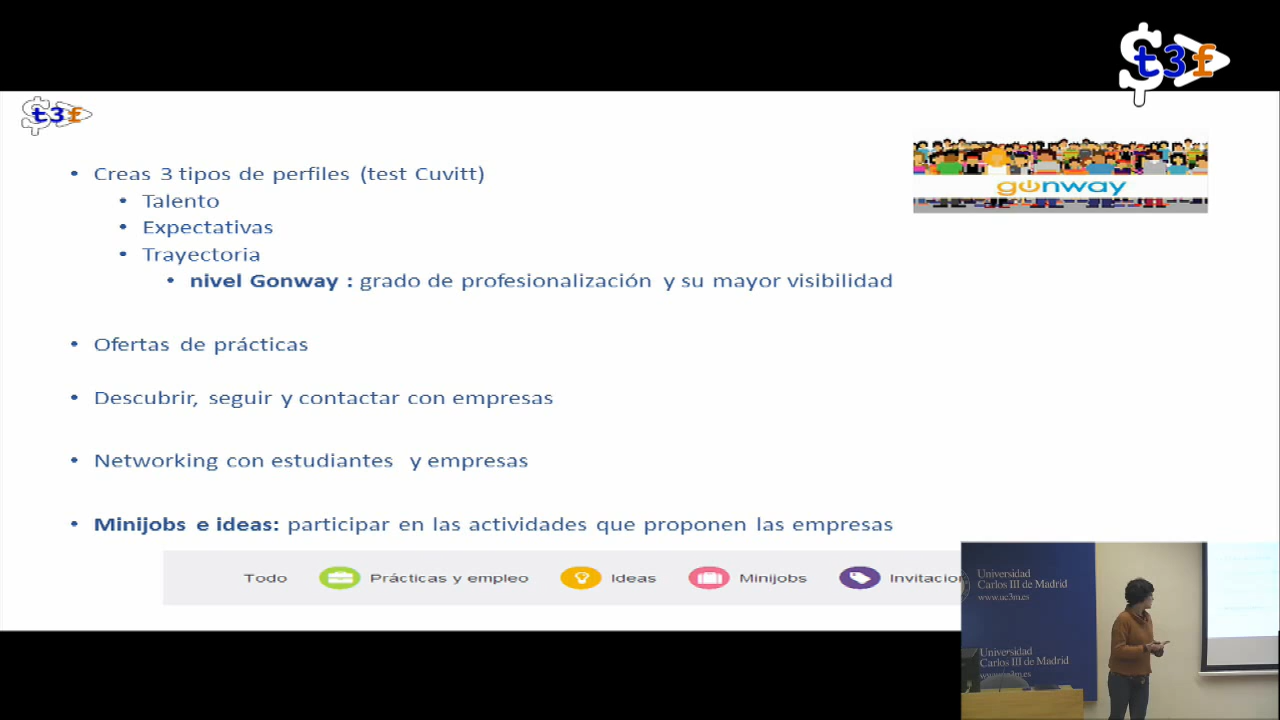 t3f
t3f
gonway
• Creas 3 tipos de perfiles (test Cuvitt)
• Talento
• Expectativas
• Trayectoria
• nivel Gonway : grado de profesionalización y su mayor visibilidad
• Ofertas de prácticas
• Descubrir, seguir y contactar con empresas
• Networking con estudiantes y empresas
• Minijobs e ideas: participar en las actividades que proponen las empresas
Todo Prácticas y empleo Ideas Minijobs Invitacion
Universidad
Carlos III de Madrid
www.uc3m.es
Universidad
Carlos III de Madrid
www.uc3m.es